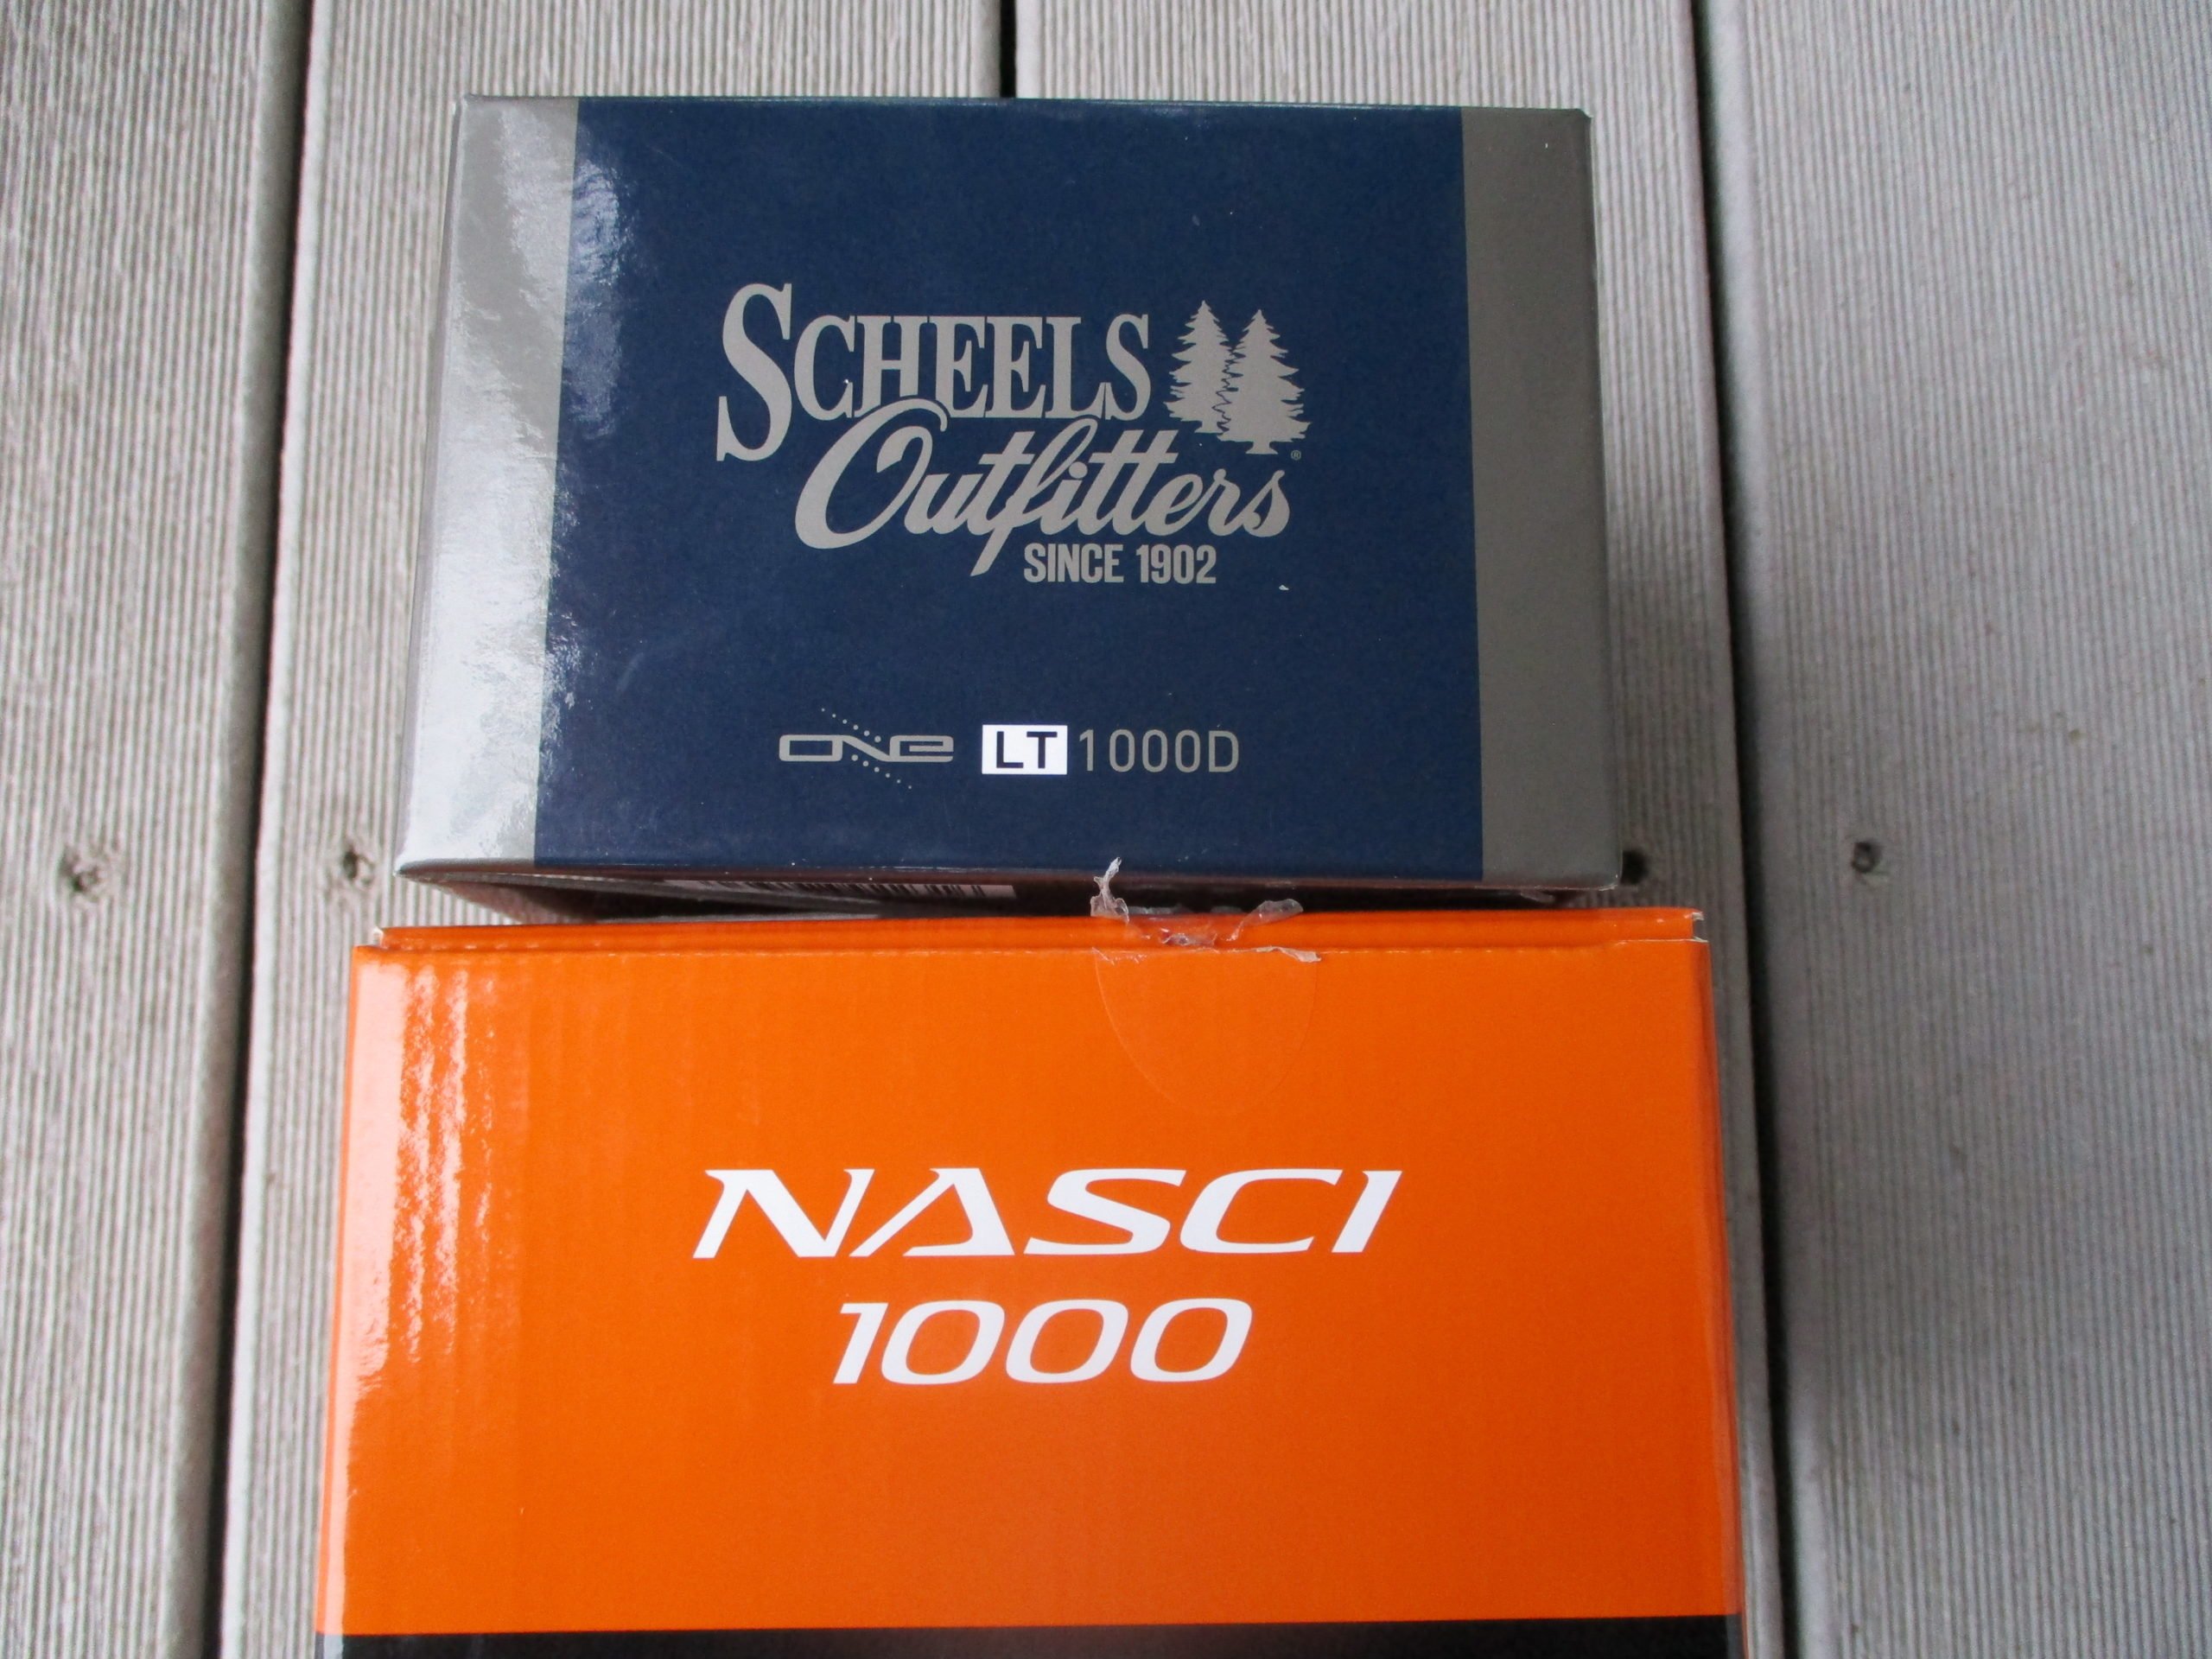 SCHEELS
Outfitters
®
SINCE 1902
ONE LT 1000D
NASCI
1000